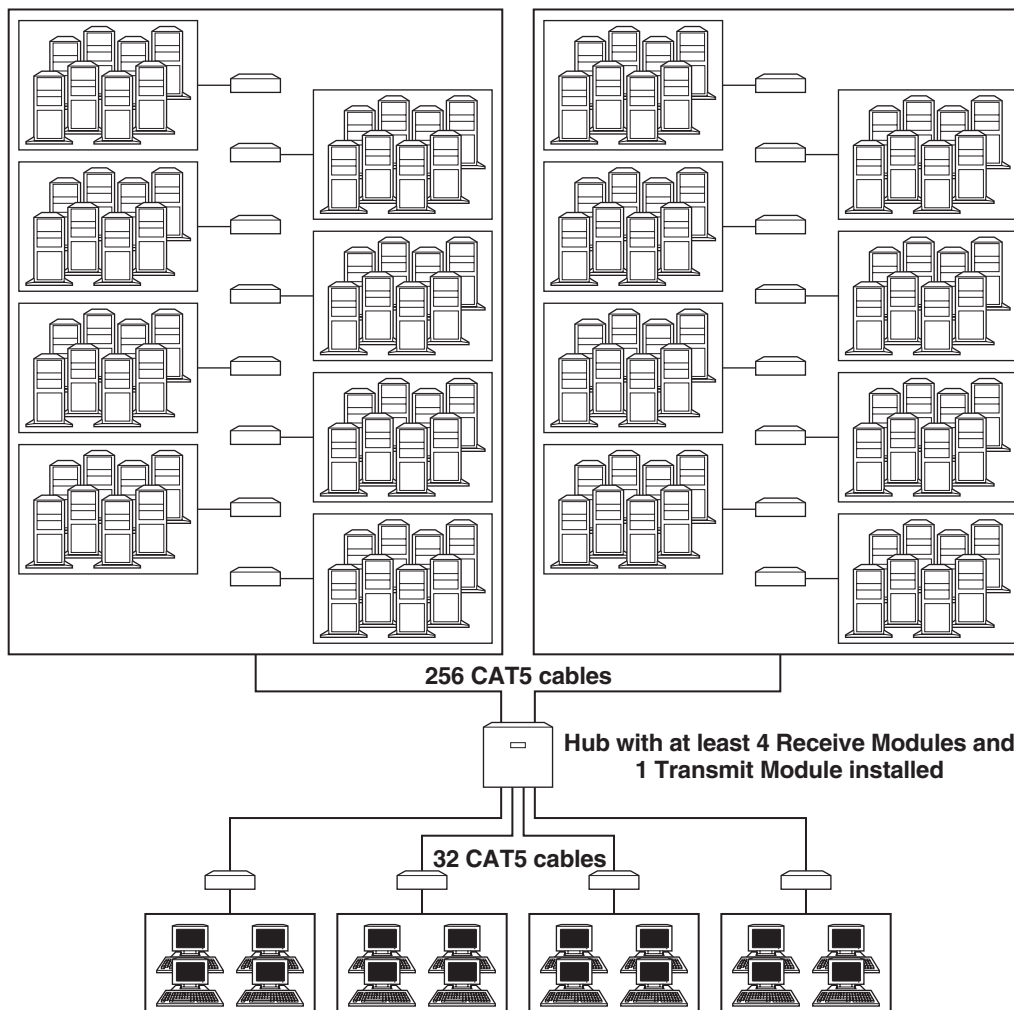 256 CAT5 cables
Hub with at least 4 Receive Modules and
1 Transmit Module installed
32 CAT5 cables